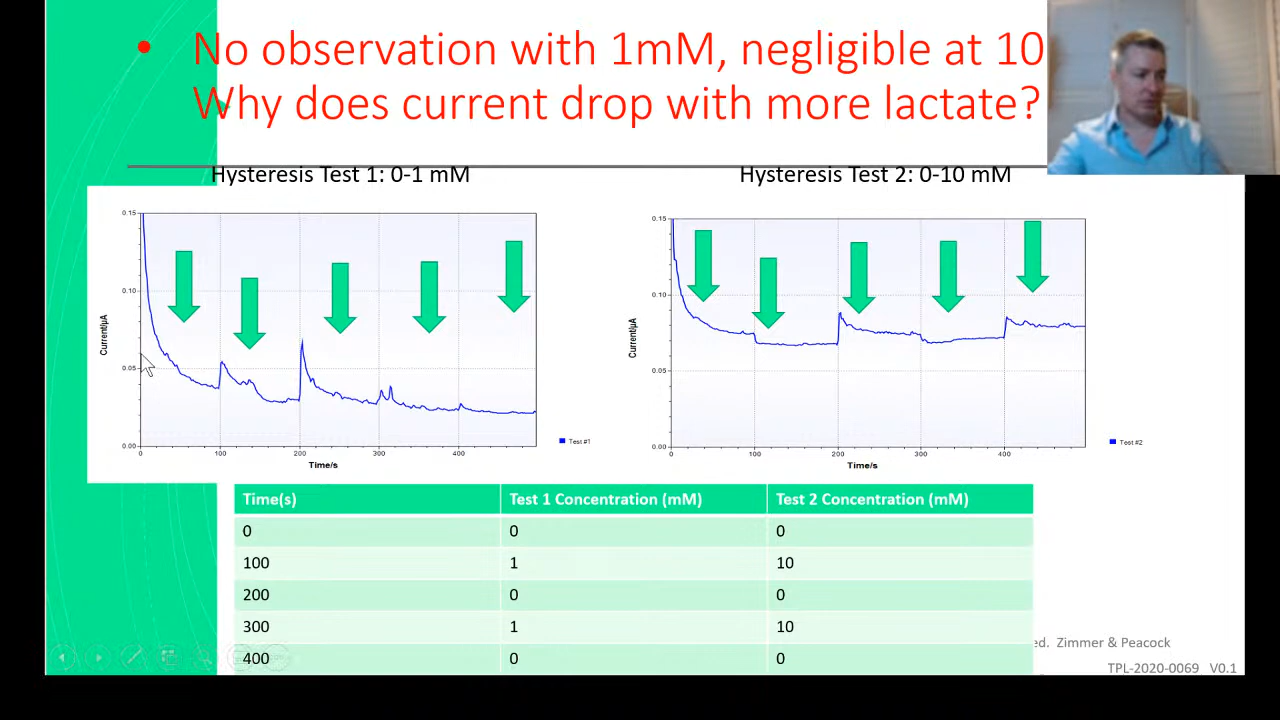 • No observation with 1mM, negligible at 10
Why does current drop with more lactate?
Hysteresis Test 1: 0-1 mM
Hysteresis Test 2: 0-10 mM
0.15
0.10
0.05
0.00
Current/µA
0
100
200
300
400
Time/s
Test #1
0.15
0.10
0.05
0.00
Current/µA
0
100
200
300
400
Time/s
Test #2
Time(s) Test 1 Concentration (mM) Test 2 Concentration (mM)
0 0 0
100 1 10
200 0 0
300 1 10
400 0 0
ed. Zimmer & Peacock
TPL-2020-0069 V0.1